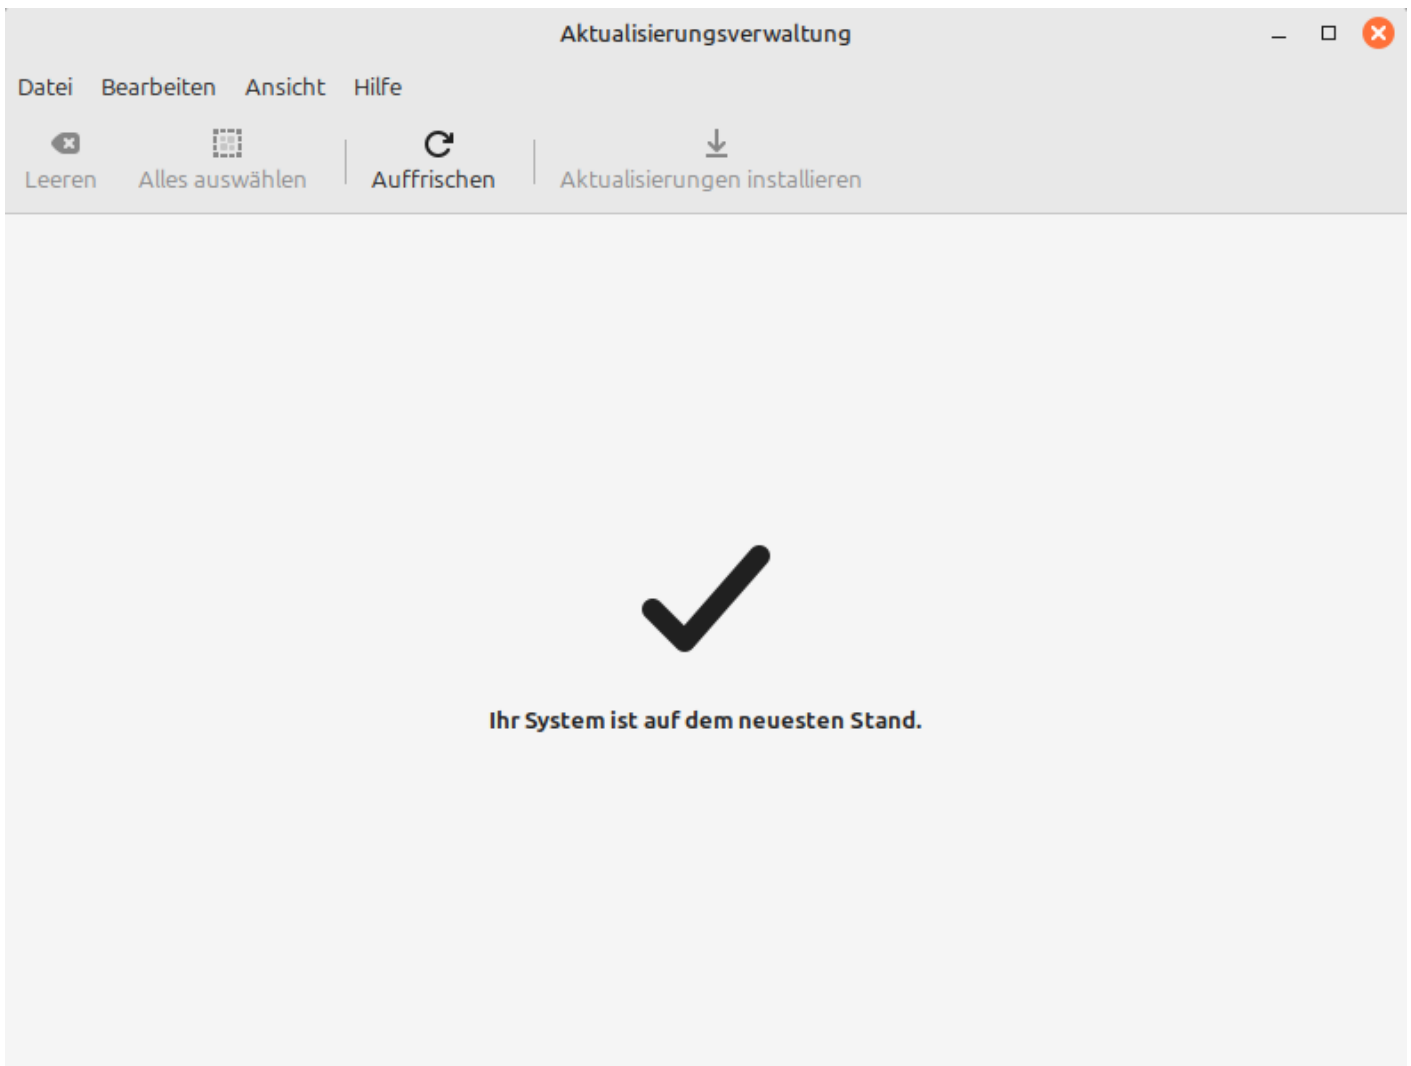 Aktualisierungsverwaltung
Datei Bearbeiten Ansicht Hilfe
Leeren Alles auswählen Auffrischen Aktualisierungen installieren
Ihr System ist auf dem neuesten Stand.